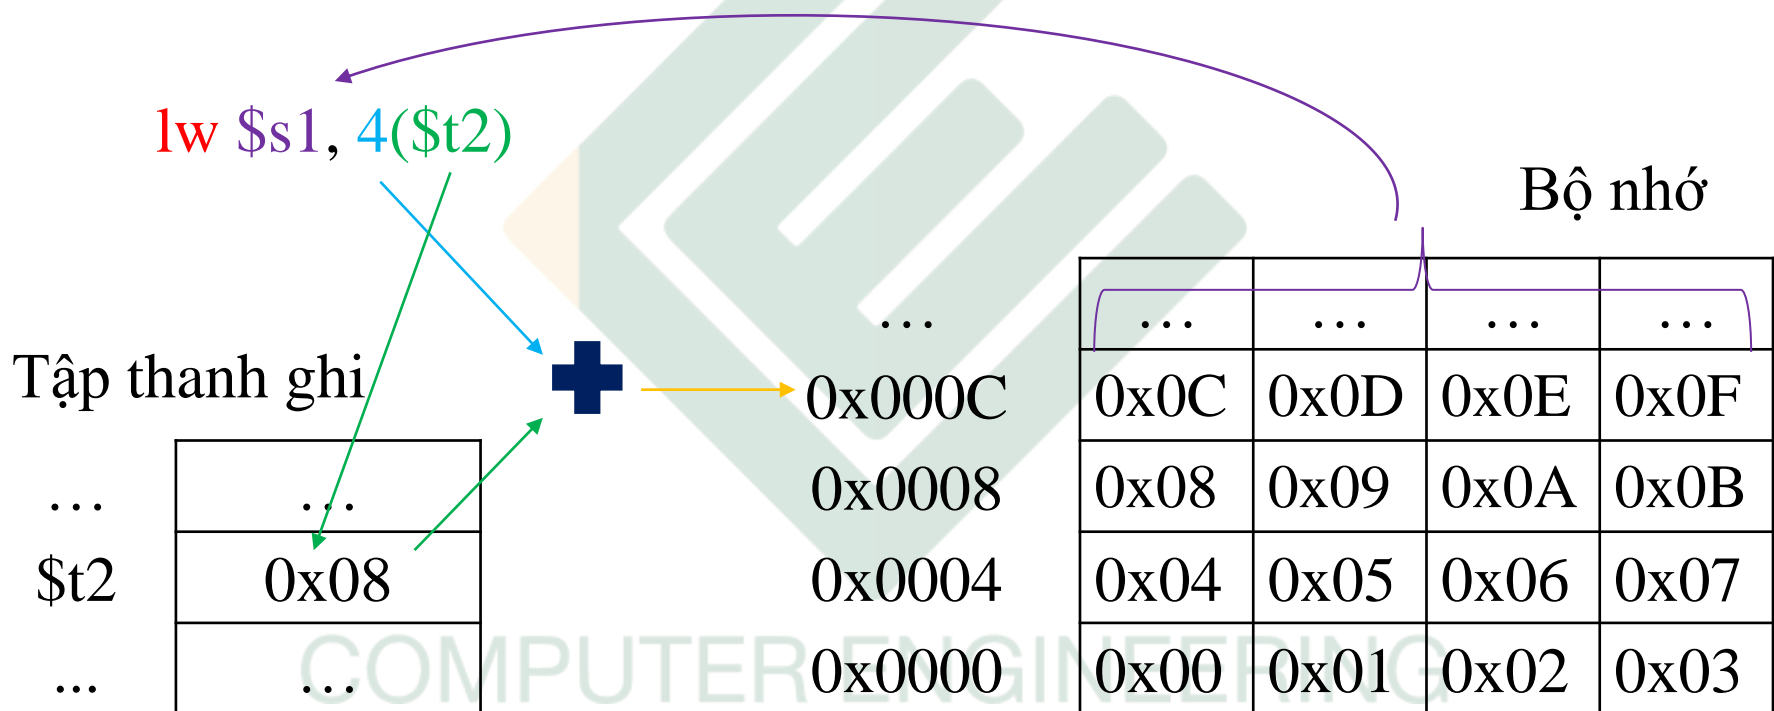 lw $s1, 4($t2)
Bộ nhớ
Tập thanh ghi
… …
$t2 0x08
... …
… … … … …
0x000C 0x0C 0x0D 0x0E 0x0F
0x0008 0x08 0x09 0x0A 0x0B
0x0004 0x04 0x05 0x06 0x07
0x0000 0x00 0x01 0x02 0x03
COMPUTER ENGINEERING